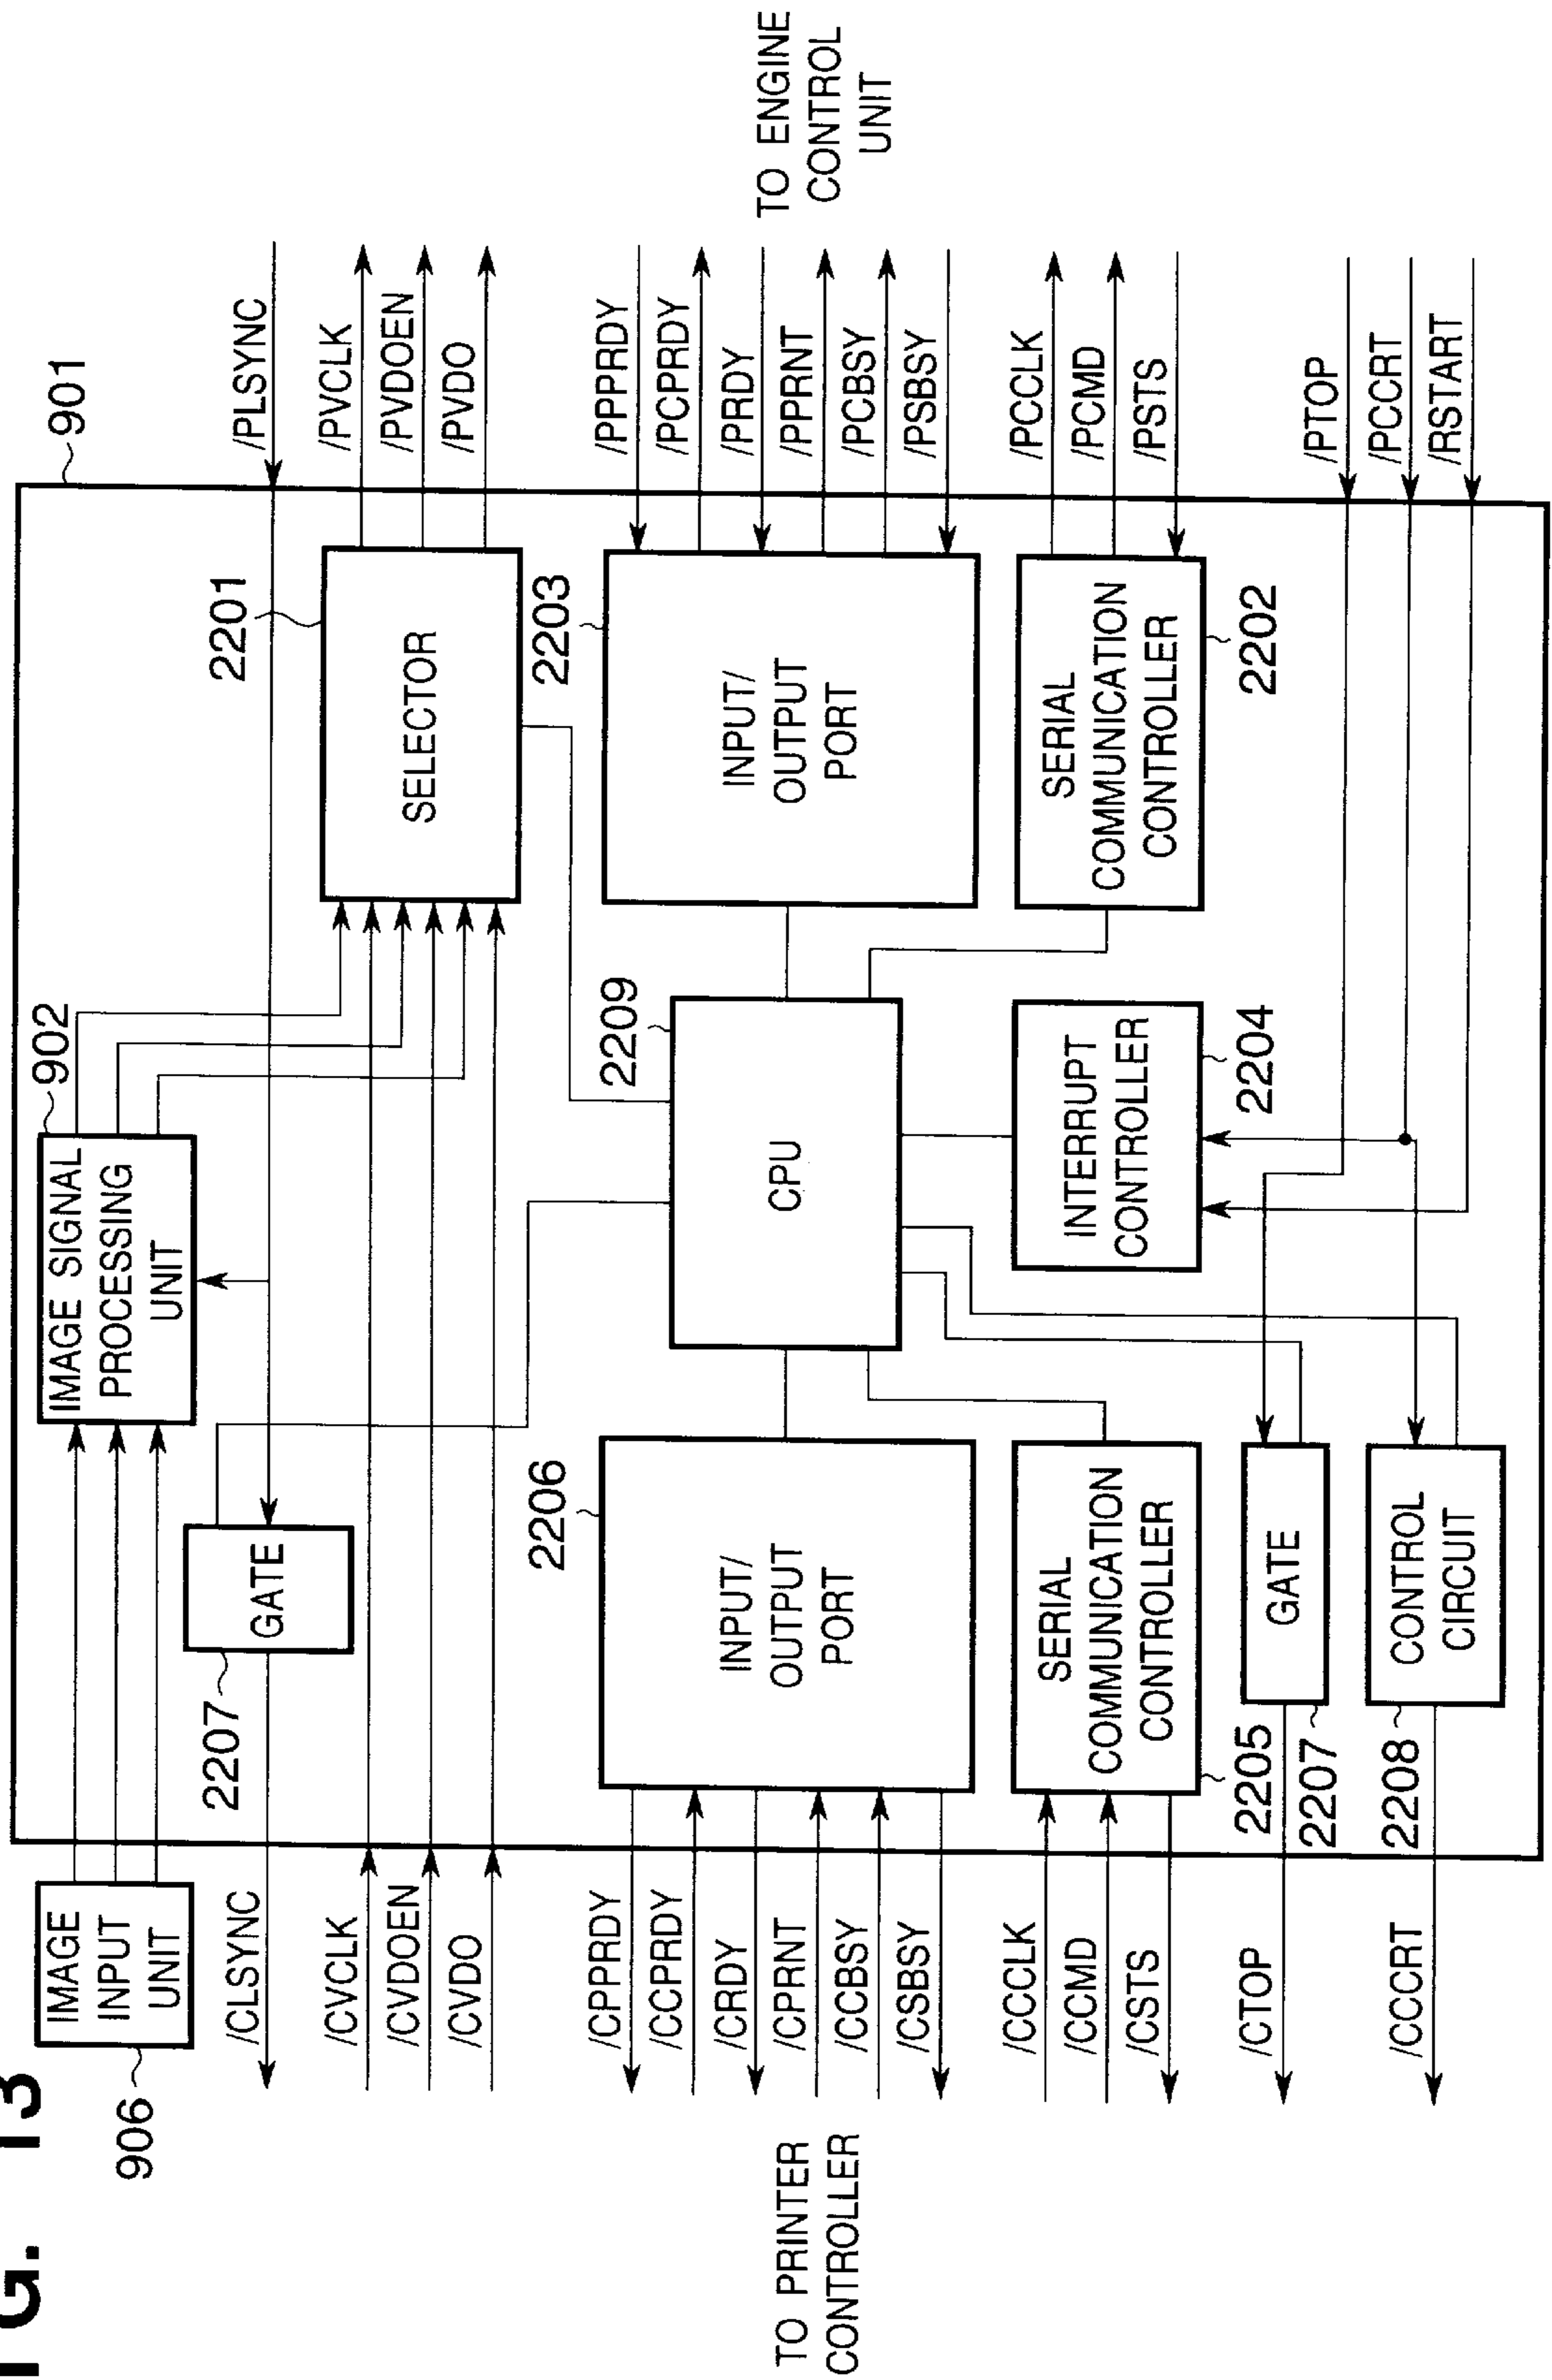 FIG. 13
906
IMAGE
INPUT
UNIT
902
IMAGE SIGNAL
PROCESSING
UNIT
901
/CLSYNC
2207
GATE
/PLSYNC
/CVCLK
/CVDOEN
/CVDO
2201
SELECTOR
/PVCLK
/PVDOEN
/PVDO
TO PRINTER
CONTROLLER
/CPPRDY
/CCPRDY
/CRDY
/CPRNT
/CCBSY
/CSBSY
2206
INPUT/
OUTPUT
PORT
2209
CPU
2203
INPUT/
OUTPUT
PORT
/PPPRDY
/PCPRDY
/PRDY
/PPRNT
/PCBSY
/PSBSY
TO ENGINE
CONTROL
UNIT
/CCCLK
/CCMD
/CSTS
SERIAL
COMMUNICATION
CONTROLLER
2205
INTERRUPT
CONTROLLER
2204
SERIAL
COMMUNICATION
CONTROLLER
2202
/PCCLK
/PCMD
/PSTS
/CTOP
2207
GATE
/PTOP
/CCCRT
2208
CONTROL
CIRCUIT
/PCCRT
/RSTART